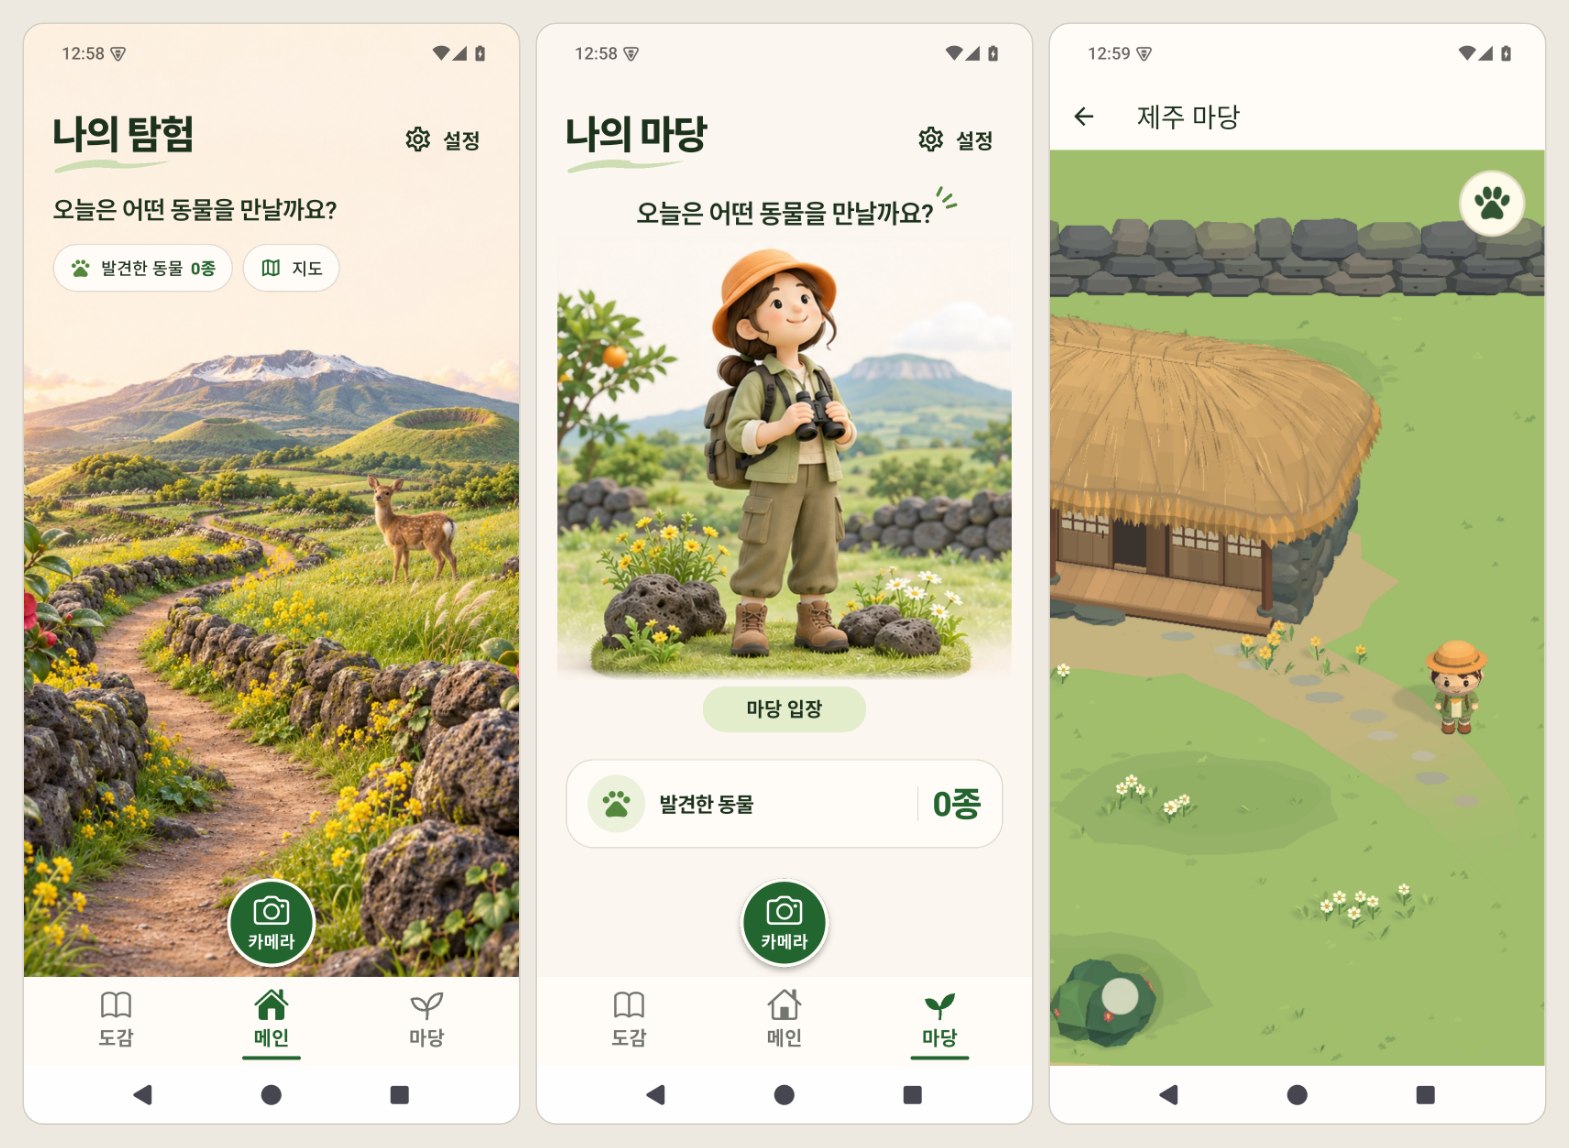 12:58
나의 탐험
설정
오늘은 어떤 동물을 만날까요?
발견한 동물 0종
지도
카메라
도감
메인
마당
12:58
나의 마당
설정
오늘은 어떤 동물을 만날까요?
마당 입장
발견한 동물
0종
카메라
도감
메인
마당
12:59
제주 마당